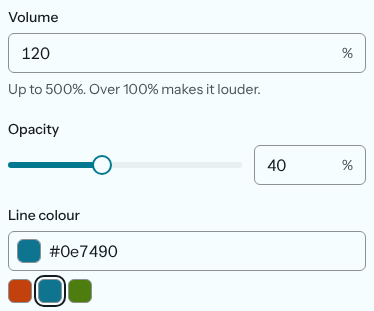 Volume
120 %
Up to 500%. Over 100% makes it louder.
Opacity
40 %
Line colour
#0e7490